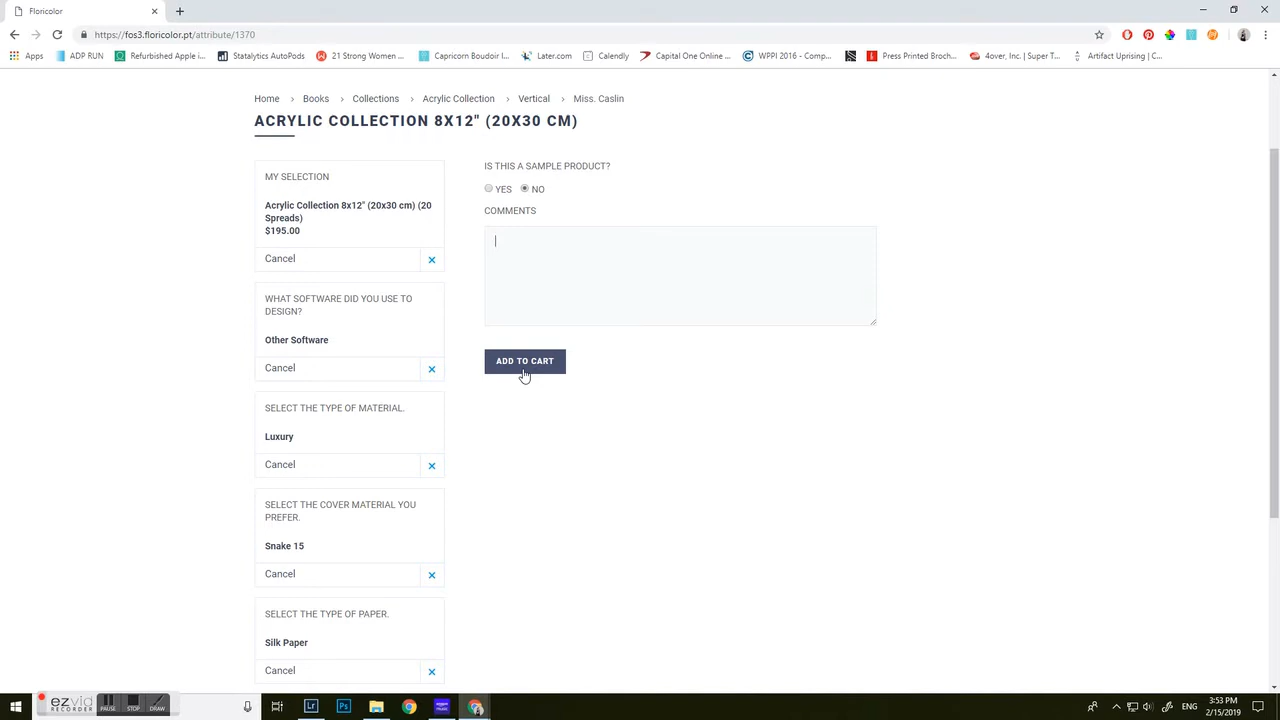 Floricolor
https://fos3.floricolor.pt/attribute/1370
Apps
ADP RUN
Refurbished Apple i...
Statalytics AutoPods
21 Strong Women ...
Capricorn Boudoir I...
Later.com
Calendly
Capital One Online ...
WPPI 2016 - Comp...
Press Printed Broch...
4over, Inc. | Super T...
Artifact Uprising | C...
Home > Books > Collections > Acrylic Collection > Vertical > Miss. Caslin
ACRYLIC COLLECTION 8X12" (20X30 CM)
MY SELECTION
Acrylic Collection 8x12" (20x30 cm) (20
Spreads)
$195.00
Cancel
WHAT SOFTWARE DID YOU USE TO
DESIGN?
Other Software
Cancel
SELECT THE TYPE OF MATERIAL.
Luxury
Cancel
SELECT THE COVER MATERIAL YOU
PREFER.
Snake 15
Cancel
SELECT THE TYPE OF PAPER.
Silk Paper
Cancel
IS THIS A SAMPLE PRODUCT?
YES NO
COMMENTS
ADD TO CART
ezvid
RECORDER
PAUSE
STOP
DRAW
Lr
Ps
ENG
3:53 PM
2/15/2019